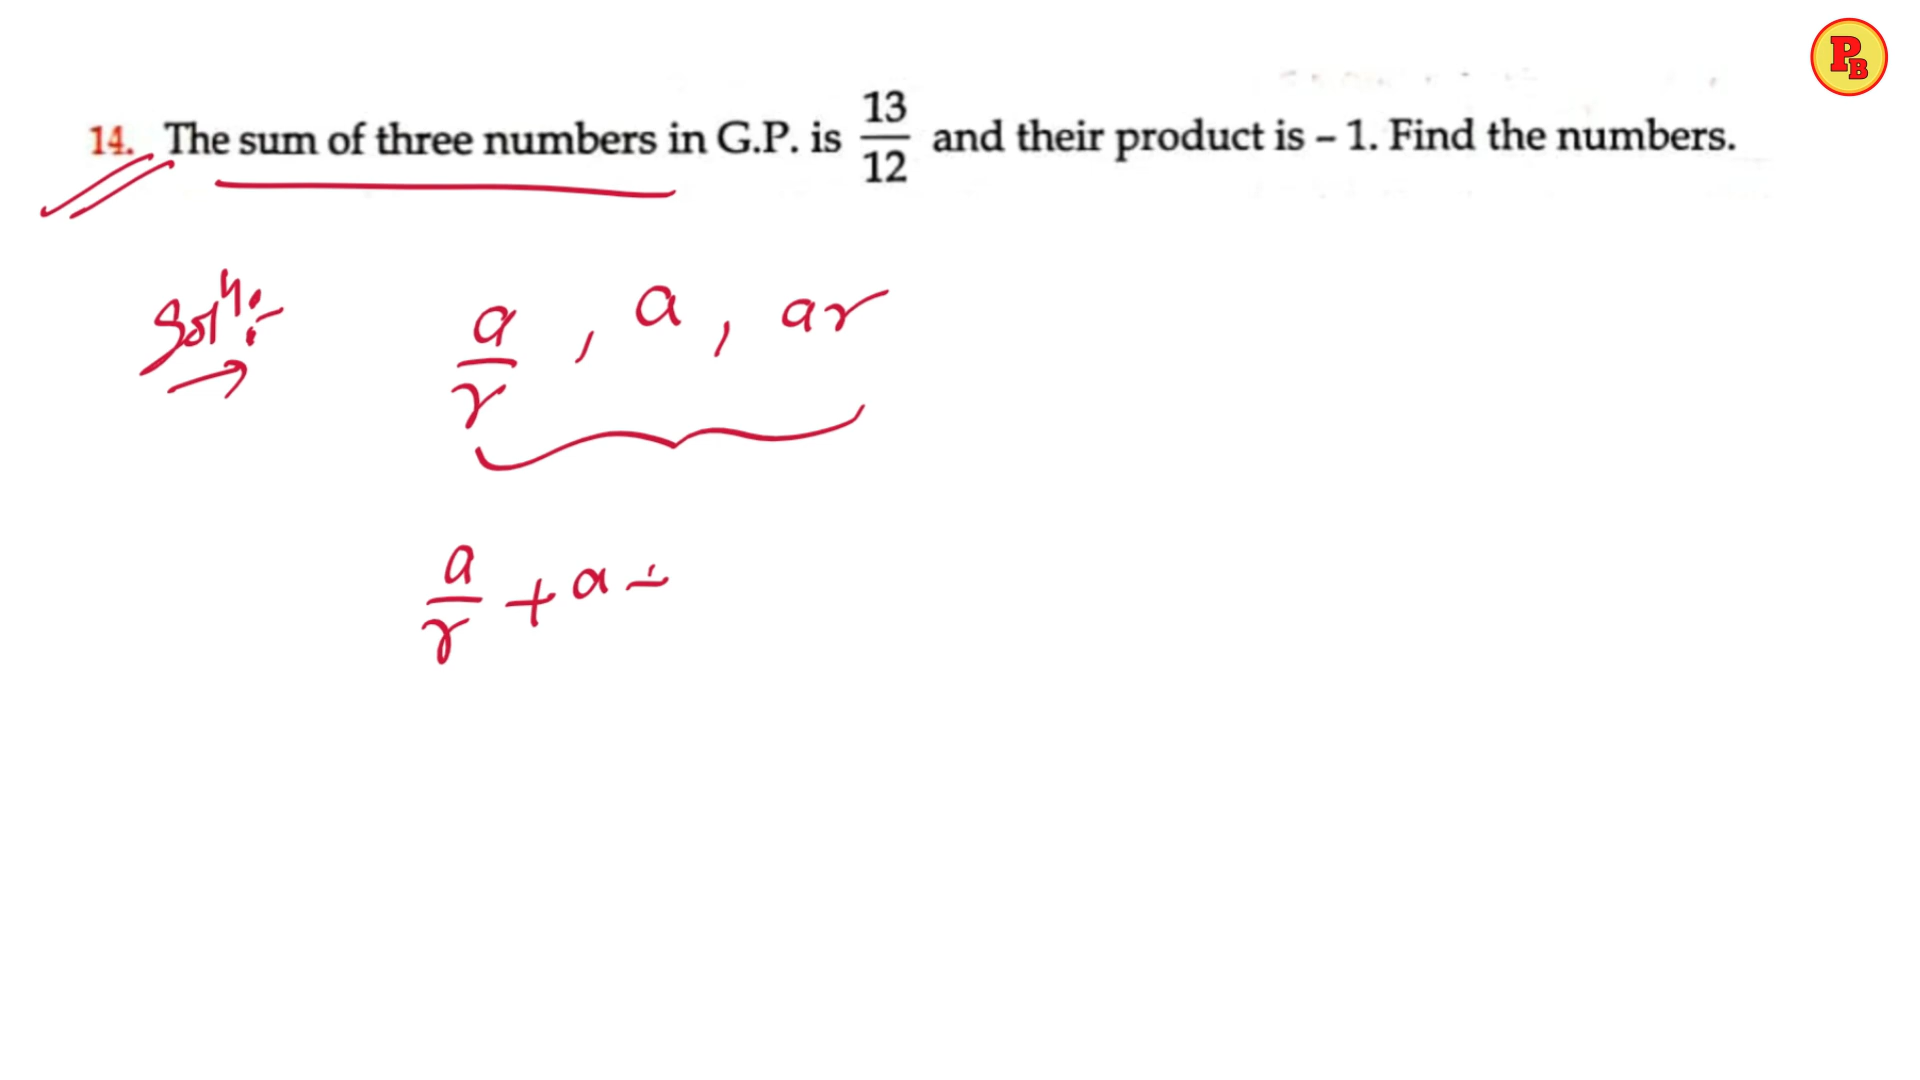 PB
14. The sum of three numbers in G.P. is 13/12 and their product is – 1. Find the numbers.
Soln:-
a/r , a , ar
a/r + a +